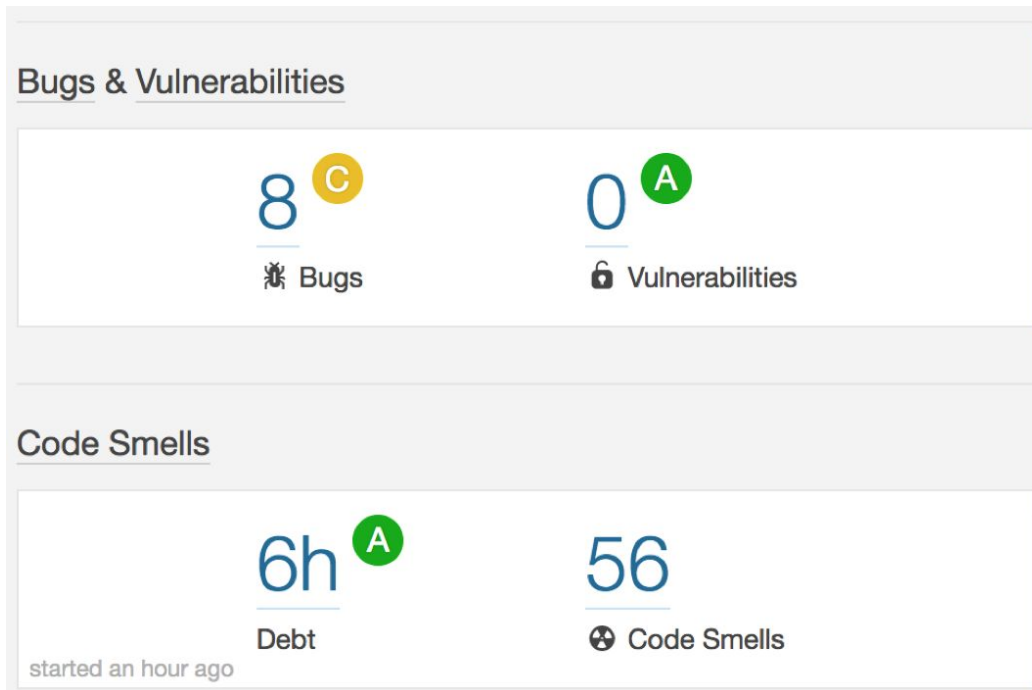 Bugs & Vulnerabilities
8 C 0 A
Bugs Vulnerabilities
Code Smells
6h A 56
Debt Code Smells
started an hour ago